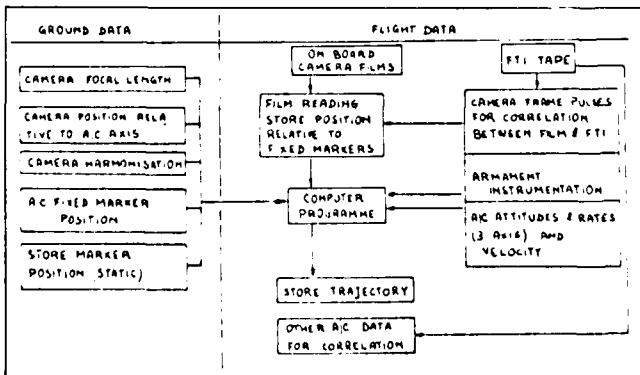 GROUND DATA
FLIGHT DATA
CAMERA FOCAL LENGTH
CAMERA POSITION RELA
TIVE TO A.C AXIS
CAMERA HARMONISATION
A.C FIXED MARKER
POSITION
STORE MARKER
POSITION (STATIC)
ON BOARD
CAMERA FILMS
FILM READING
STORE POSITION
RELATIVE TO
FIXED MARKERS
COMPUTER
PROGRAMME
STORE TRAJECTORY
OTHER A/C DATA
FOR CORRELATION
FTI TAPE
CAMERA FRAME PULSES
FOR CORRELATION
BETWEEN FILM & FTI
ARMAMENT
INSTRUMENTATION
A/C ATTITUDES & RATES
(3 AXIS) AND
VELOCITY